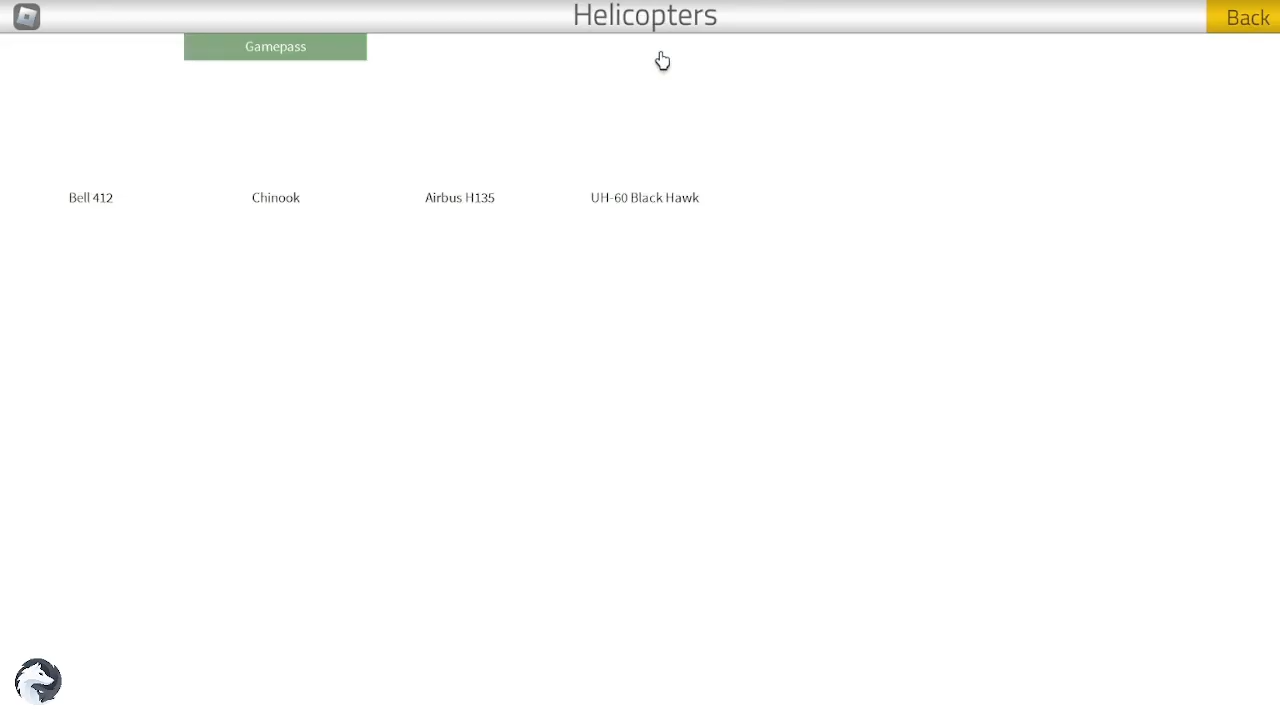 Helicopters
Back
Gamepass
Bell 412
Chinook
Airbus H135
UH-60 Black Hawk